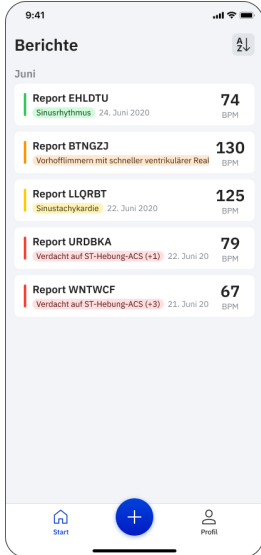 9:41
Berichte
A
Z
Juni
Report EHLDTU
74
Sinusrhythmus 24. Juni 2020
BPM
Report BTNGZJ
130
Vorhofflimmern mit schneller ventrikulärer Real
BPM
Report LLQRBT
125
Sinustachykardie 22. Juni 2020
BPM
Report URDBKA
79
Verdacht auf ST-Hebung-ACS (+1) 22. Juni 20
BPM
Report WNTWCF
67
Verdacht auf ST-Hebung-ACS (+3) 21. Juni 20
BPM
Start
Profil